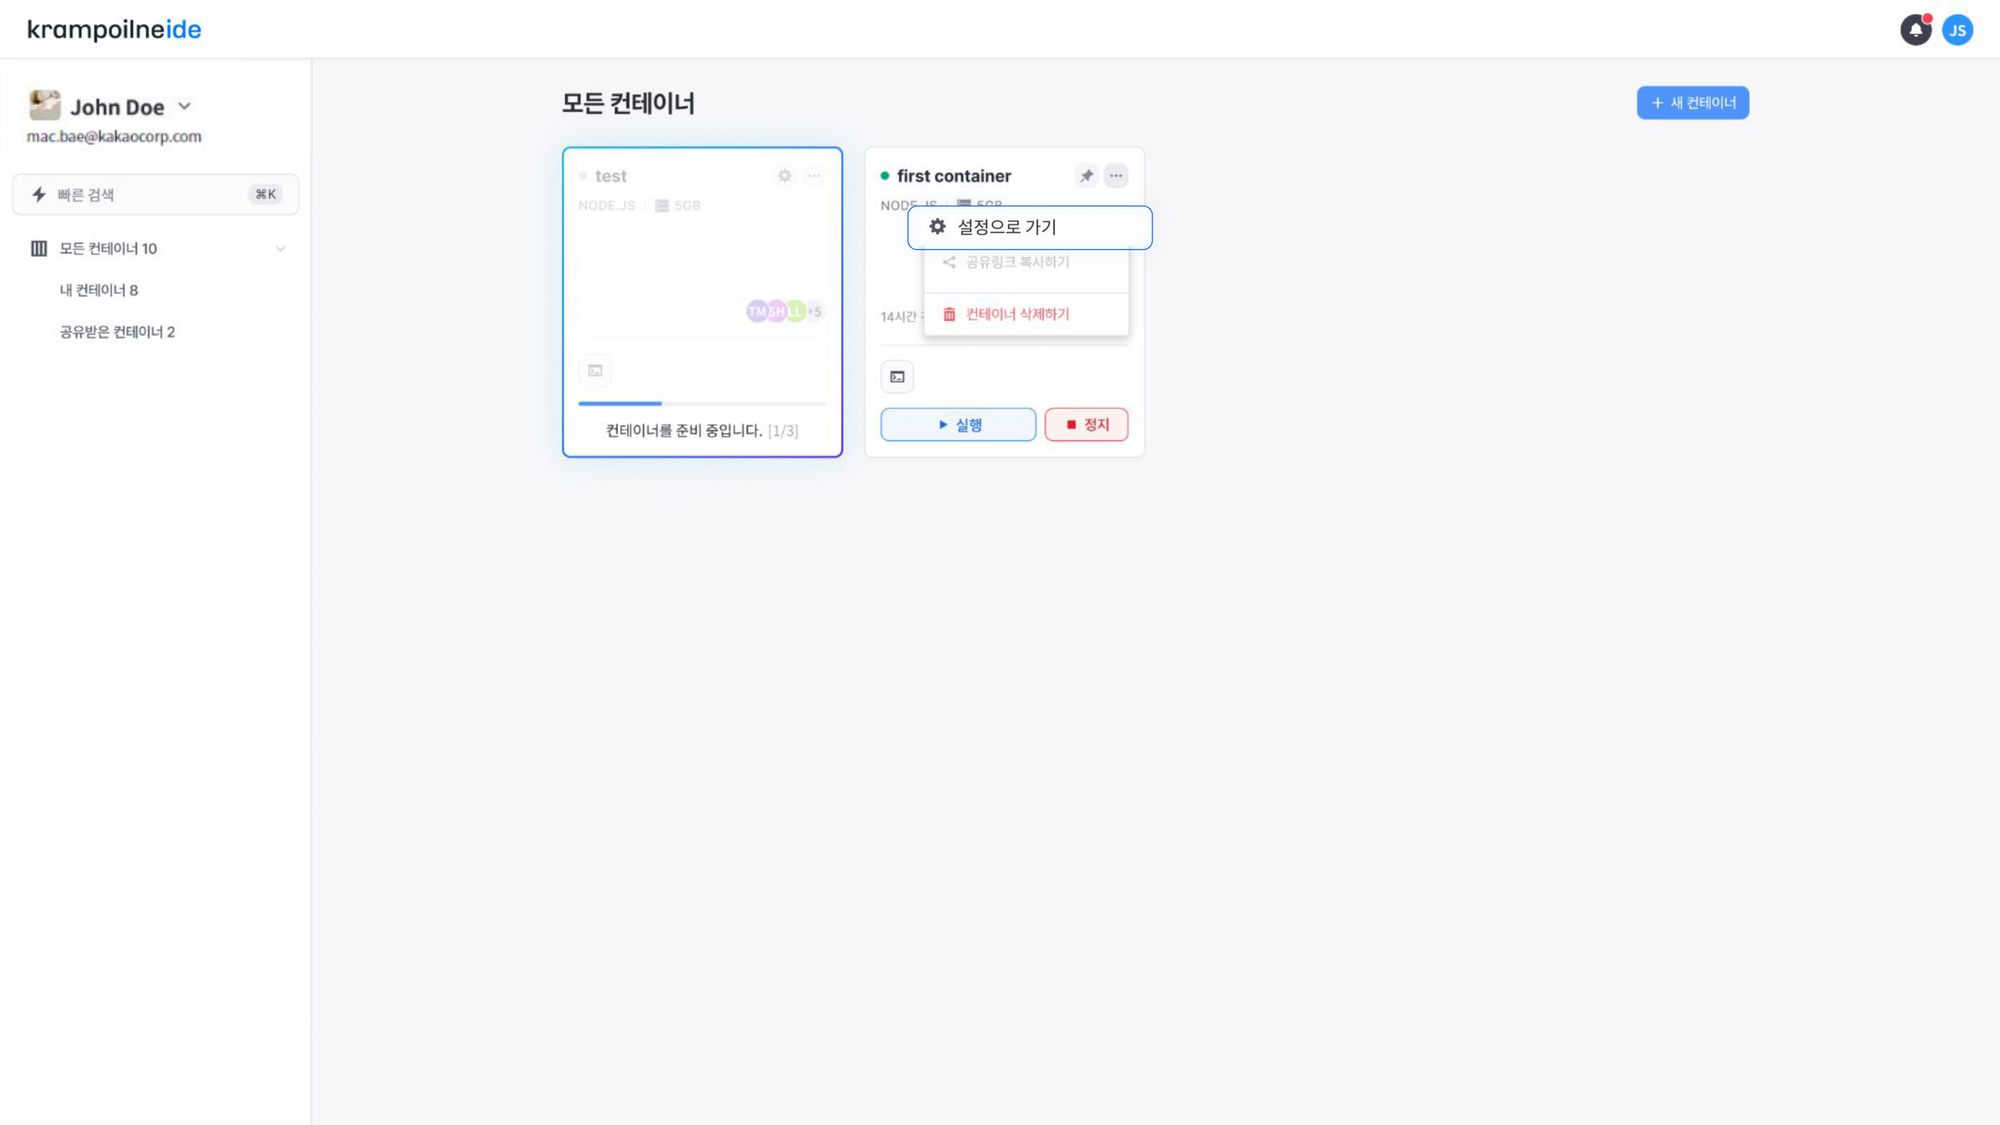 krampoilneide
JS
John Doe
mac.bae@kakaocorp.com
빠른 검색
⌘K
모든 컨테이너 10
내 컨테이너 8
공유받은 컨테이너 2
모든 컨테이너
+ 새 컨테이너
test
NODE.JS
5GB
TM SH LL +5
컨테이너를 준비 중입니다. [1/3]
first container
NODE.JS
5GB
설정으로 가기
공유링크 복사하기
14시간
컨테이너 삭제하기
실행
정지